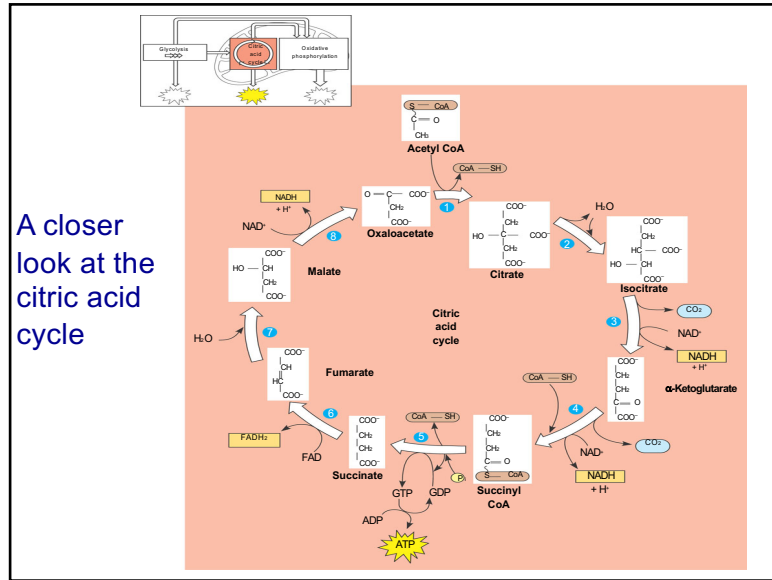 Glycolysis
Citric
acid
cycle
Oxidative
phosphorylation
A closer
look at the
citric acid
cycle
S CoA
C O
CH₃
Acetyl CoA
CoA SH
NADH
+ H⁺
NAD⁺
8
O C COO⁻
CH₂
COO⁻
Oxaloacetate
1
COO⁻
CH₂
HO C COO⁻
CH₂
COO⁻
Citrate
H₂O
2
COO⁻
CH₂
HC COO⁻
HO CH
COO⁻
Isocitrate
CO₂
3
NAD⁺
NADH
+ H⁺
COO⁻
CH₂
CH₂
C O
COO⁻
α-Ketoglutarate
Citric
acid
cycle
COO⁻
HO CH
CH₂
COO⁻
Malate
7
H₂O
COO⁻
CH
HC
COO⁻
Fumarate
6
FADH₂
FAD
COO⁻
CH₂
CH₂
COO⁻
Succinate
CoA SH
5
P
GTP
GDP
ADP
ATP
CoA SH
4
COO⁻
CH₂
CH₂
C O
S CoA
Succinyl
CoA
CO₂
NAD⁺
NADH
+ H⁺